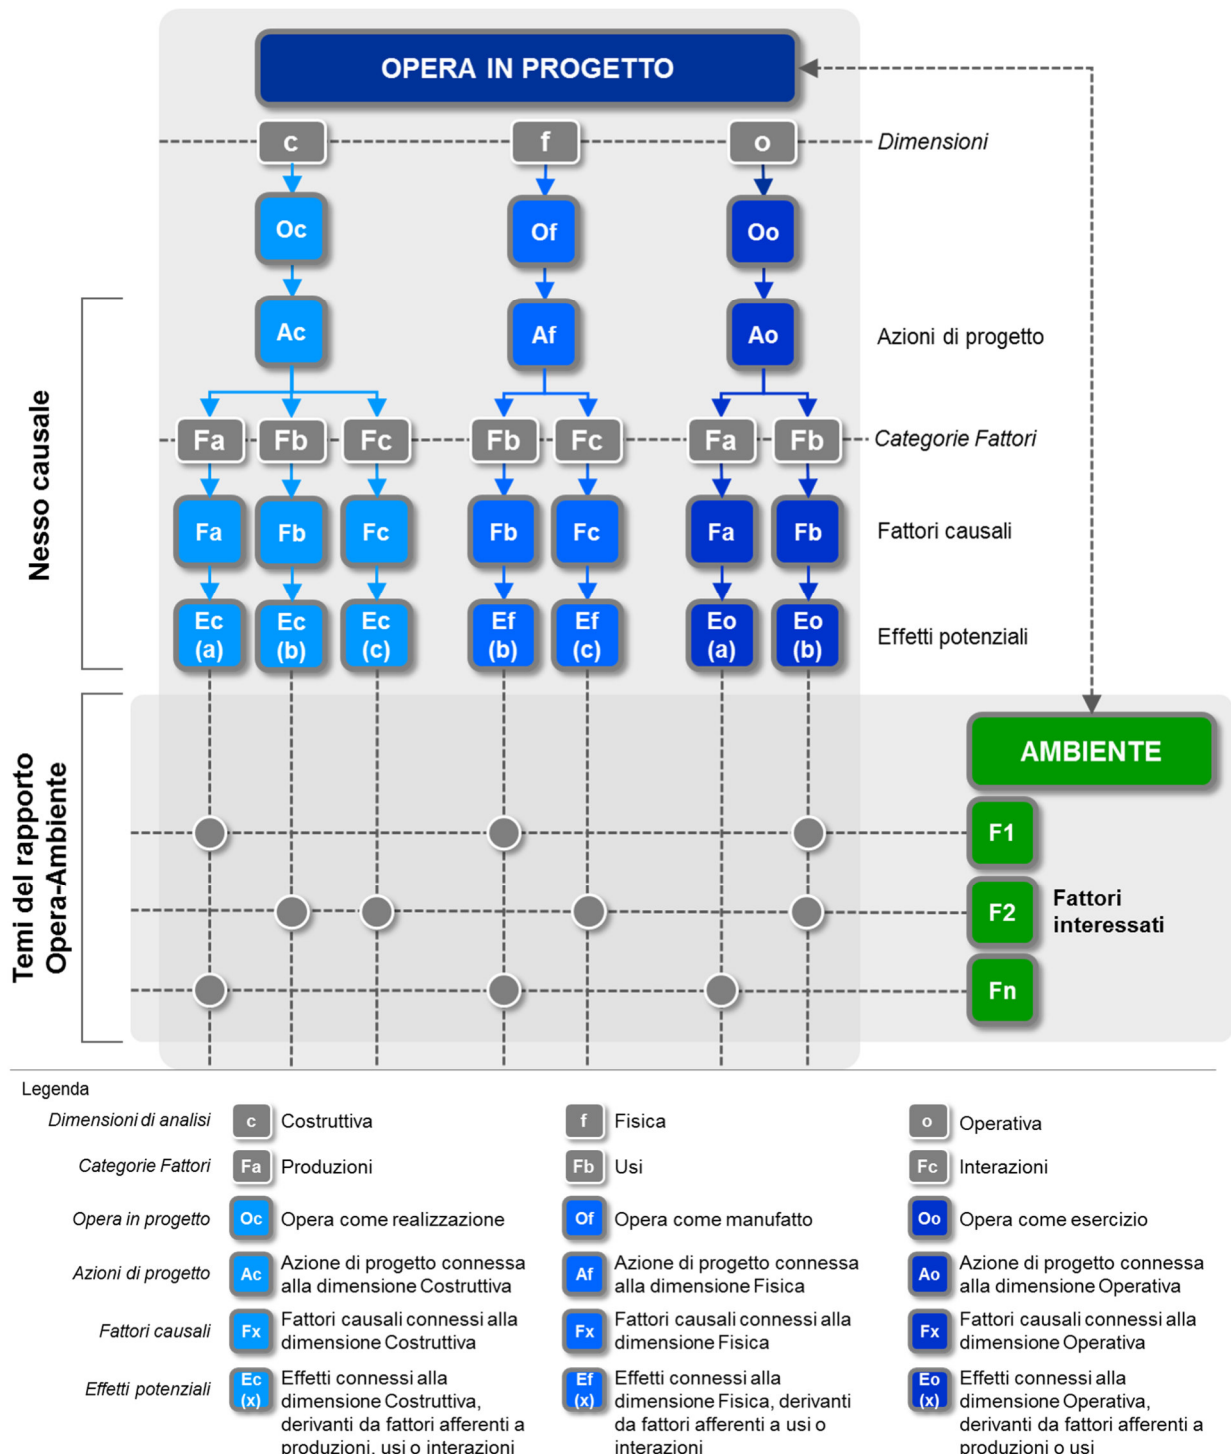 OPERA IN PROGETTO
c f o Dimensioni
Oc Of Oo
Ac Af Ao Azioni di progetto
Fa Fb Fc Fb Fc Fa Fb Categorie Fattori
Fa Fb Fc Fb Fc Fa Fb Fattori causali
Ec Ec Ec Ef Ef Eo Eo
(a) (b) (c) (b) (c) (a) (b)
Effetti potenziali
Nesso causale
Temi del rapporto
Opera-Ambiente
AMBIENTE
F1
F2
Fattori
interessati
Fn
Legenda
Dimensioni di analisi c Costruttiva f Fisica o Operativa
Categorie Fattori Fa Produzioni Fb Usi Fc Interazioni
Opera in progetto Oc Opera come realizzazione Of Opera come manufatto Oo Opera come esercizio
Azioni di progetto
Ac
Azione di progetto connessa
alla dimensione Costruttiva
Af
Azione di progetto connessa
alla dimensione Fisica
Ao
Azione di progetto connessa
alla dimensione Operativa
Fattori causali
Fx
Fattori causali connessi alla
dimensione Costruttiva
Fx
Fattori causali connessi alla
dimensione Fisica
Fx
Fattori causali connessi alla
dimensione Operativa
Effetti potenziali
Ec
(x)
Effetti connessi alla
dimensione Costruttiva,
derivanti da fattori afferenti a
produzioni, usi o interazioni
Ef
(x)
Effetti connessi alla
dimensione Fisica, derivanti
da fattori afferenti a usi o
interazioni
Eo
(x)
Effetti connessi alla
dimensione Operativa,
derivanti da fattori afferenti a
produzioni o usi